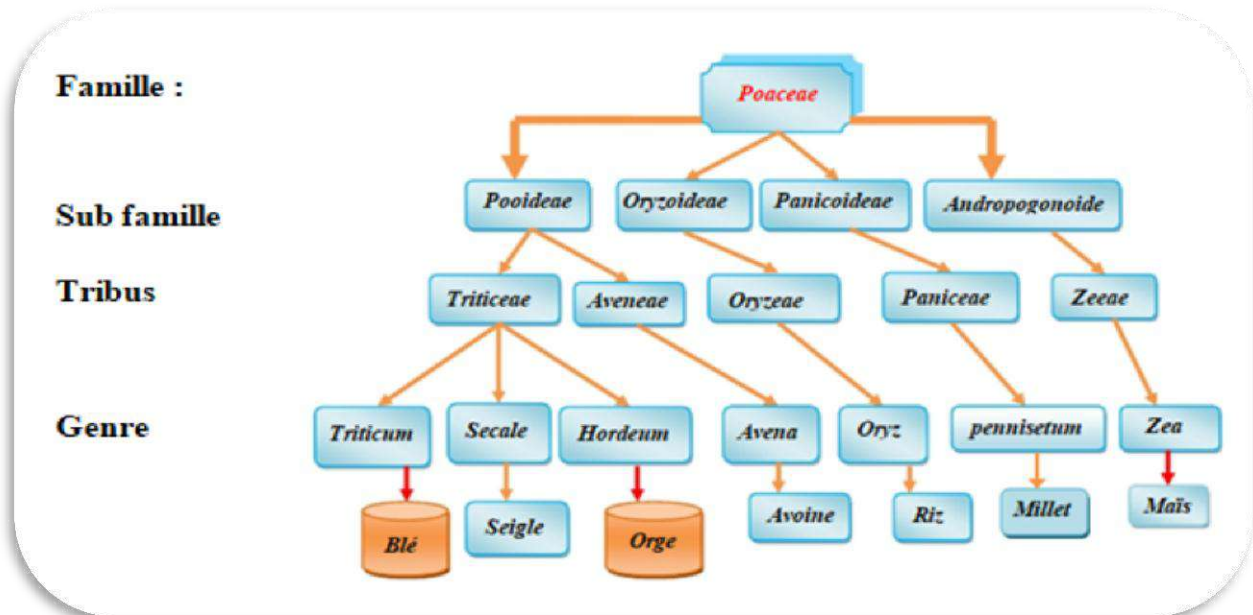 Famille :
Poaceae
Sub famille
Pooideae
Oryzoideae
Panicoideae
Andropogonoide
Tribus
Triticeae
Aveneae
Oryzeae
Paniceae
Zeeae
Genre
Triticum
Secale
Hordeum
Avena
Oryz
pennisetum
Zea
Blé
Seigle
Orge
Avoine
Riz
Millet
Maïs